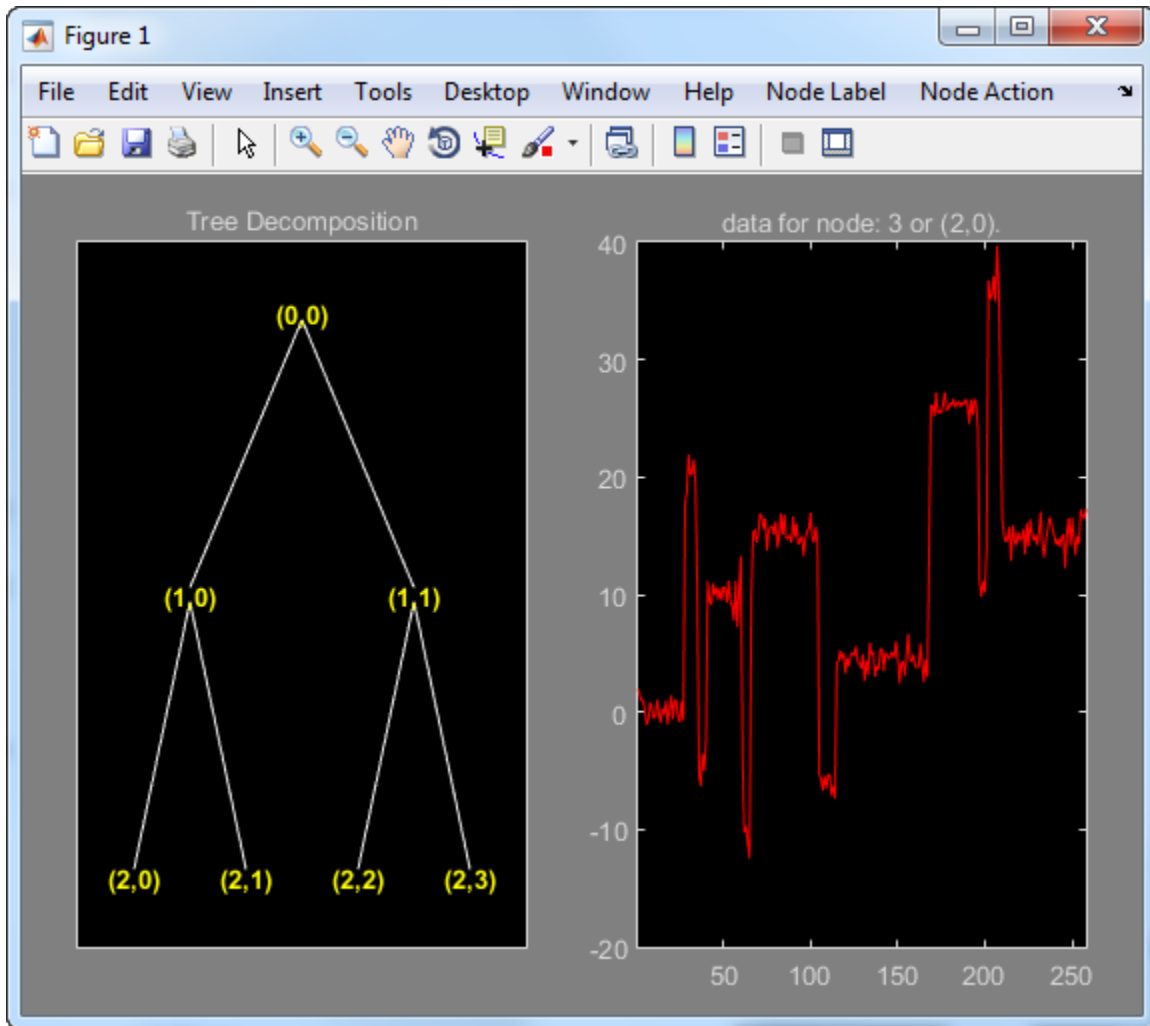 Figure 1
File Edit View Insert Tools Desktop Window Help Node Label Node Action
Tree Decomposition
(0,0)
(1,0) (1,1)
(2,0) (2,1) (2,2) (2,3)
data for node: 3 or (2,0).
40
30
20
10
0
-10
-20
50 100 150 200 250